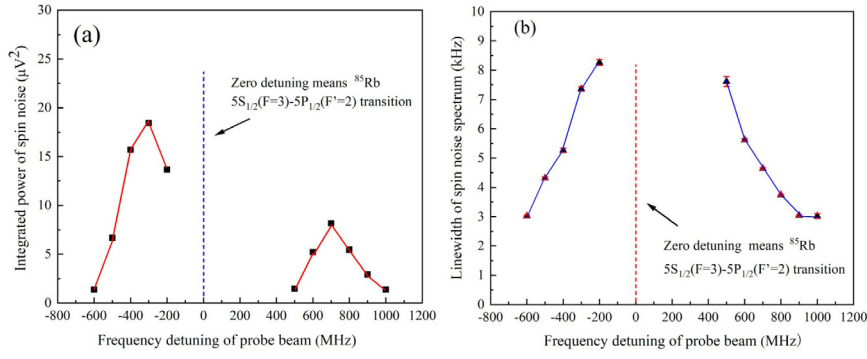 (a)
Integrated power of spin noise (μV²)
30
25
20
15
10
5
0
Zero detuning means ⁸⁵Rb
5S₁/₂(F=3)-5P₁/₂(F'=2) transition
-800 -600 -400 -200 0 200 400 600 800 1000 1200
Frequency detuning of probe beam (MHz)
(b)
Linewidth of spin noise spectrum (kHz)
10
9
8
7
6
5
4
3
2
1
0
Zero detuning means ⁸⁵Rb
5S₁/₂(F=3)-5P₁/₂(F'=2) transition
-800 -600 -400 -200 0 200 400 600 800 1000 1200
Frequency detuning of probe beam (MHz)